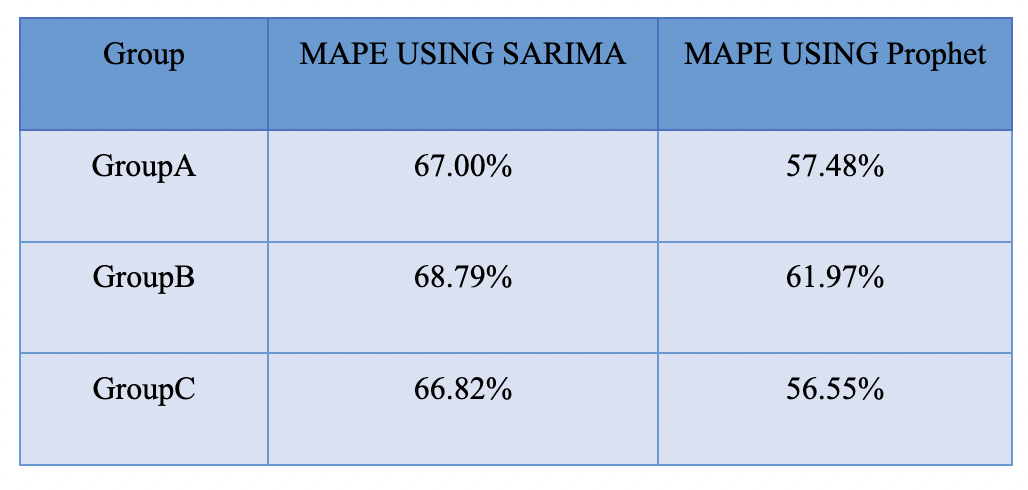 Group MAPE USING SARIMA MAPE USING Prophet
GroupA 67.00% 57.48%
GroupB 68.79% 61.97%
GroupC 66.82% 56.55%